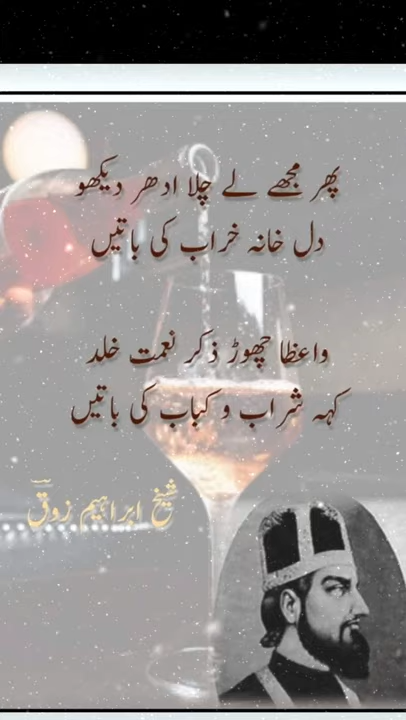 پھر مجھے لے چلا ادھر دیکھو
دل خانہ خراب کی باتیں
واعظا چھوڑ ذکر نعمت خلد
کہہ شراب و کباب کی باتیں
شیخ ابراہیم زوقؔ